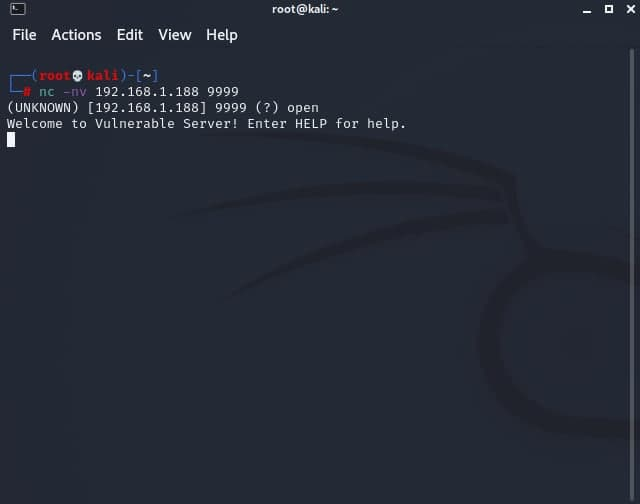 root@kali: ~
File Actions Edit View Help
┌──(root💀kali)-[~]
└─# nc -nv 192.168.1.188 9999
(UNKNOWN) [192.168.1.188] 9999 (?) open
Welcome to Vulnerable Server! Enter HELP for help.